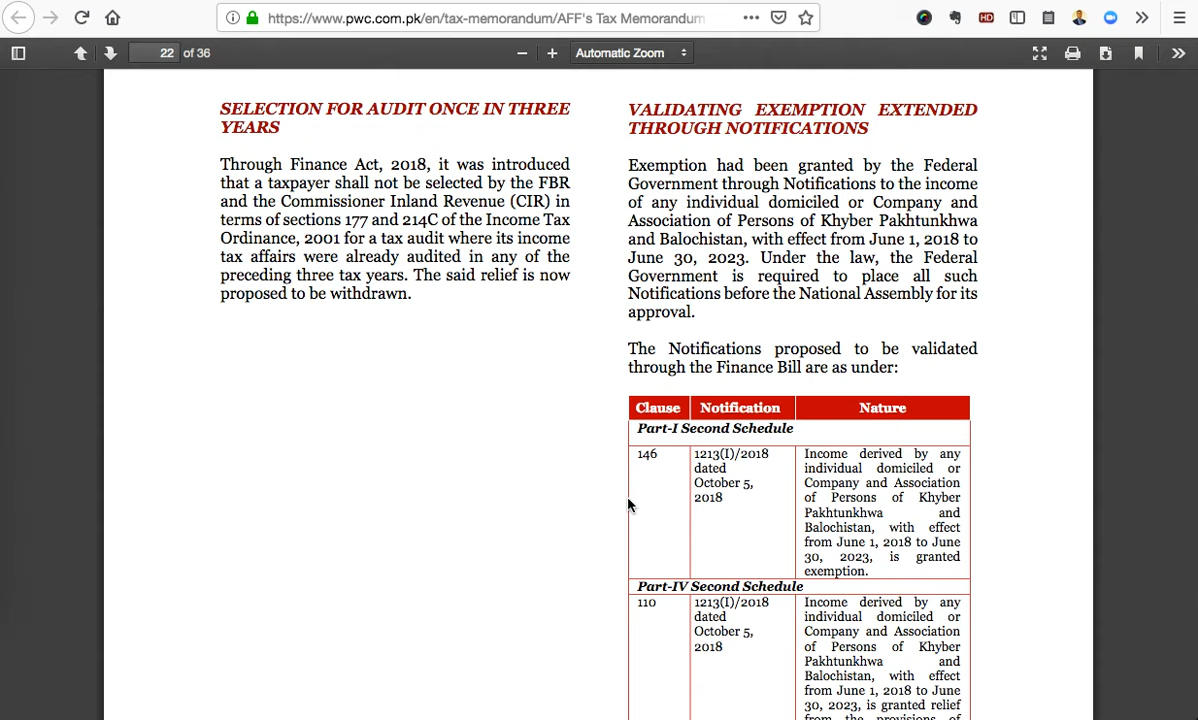 https://www.pwc.com.pk/en/tax-memorandum/AFF's Tax Memorandum
HD
22 of 36
Automatic Zoom
SELECTION FOR AUDIT ONCE IN THREE
YEARS
Through Finance Act, 2018, it was introduced
that a taxpayer shall not be selected by the FBR
and the Commissioner Inland Revenue (CIR) in
terms of sections 177 and 214C of the Income Tax
Ordinance, 2001 for a tax audit where its income
tax affairs were already audited in any of the
preceding three tax years. The said relief is now
proposed to be withdrawn.
VALIDATING EXEMPTION EXTENDED
THROUGH NOTIFICATIONS
Exemption had been granted by the Federal
Government through Notifications to the income
of any individual domiciled or Company and
Association of Persons of Khyber Pakhtunkhwa
and Balochistan, with effect from June 1, 2018 to
June 30, 2023. Under the law, the Federal
Government is required to place all such
Notifications before the National Assembly for its
approval.
The Notifications proposed to be validated
through the Finance Bill are as under:
Clause Notification Nature
Part-I Second Schedule
146 1213(I)/2018 Income derived by any
dated individual domiciled or
October 5, Company and Association
2018 of Persons of Khyber
Pakhtunkhwa and
Balochistan, with effect
from June 1, 2018 to June
30, 2023, is granted
exemption.
Part-IV Second Schedule
110 1213(I)/2018 Income derived by any
dated individual domiciled or
October 5, Company and Association
2018 of Persons of Khyber
Pakhtunkhwa and
Balochistan, with effect
from June 1, 2018 to June
30, 2023, is granted relief
from the provisions of